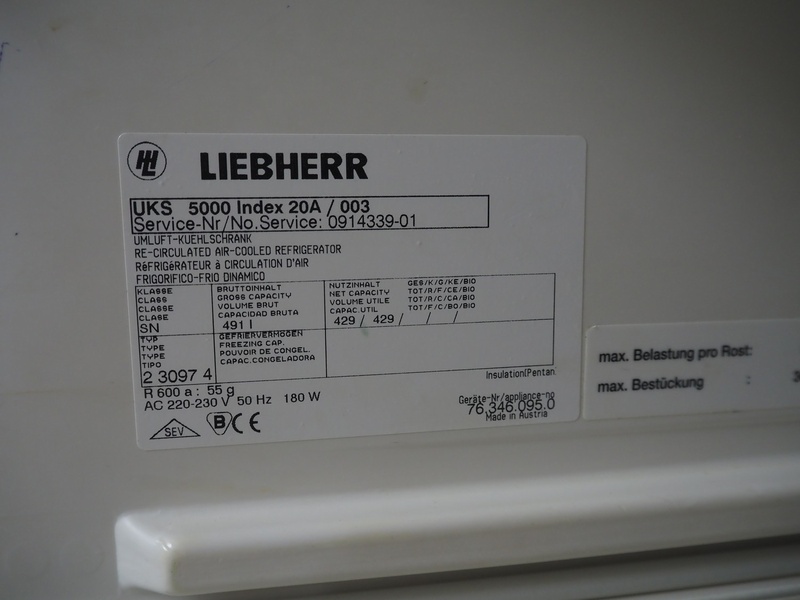 HL LIEBHERR
UKS 5000 Index 20A / 003
Service-Nr/No.Service: 0914339-01
UMLUFT-KUEHLSCHRANK
RE-CIRCULATED AIR-COOLED REFRIGERATOR
RéFRIGéRATEUR à CIRCULATION D'AIR
FRIGORIFICO-FRIO DINAMICO
KLASSE
CLASS
CLASSE
CLASE
SN
BRUTTOINHALT
GROSS CAPACITY
VOLUME BRUT
CAPACIDAD BRUTA
491 l
NUTZINHALT GES/K/G/KE/BIO
NET CAPACITY TOT/R/F/CE/BIO
VOLUME UTILE TOT/R/C/CA/BIO
CAPAC.UTIL TOT/F/C/BO/BIO
429 / 429 / / /
TYP
TYPE
TYPE
TIPO
2 3097 4
GEFRIERVERMOGEN
FREEZING CAP.
POUVOIR DE CONGEL.
CAPAC.CONGELADORA
Insulation:Pentan.
R 600 a : 55 g
AC 220-230 V 50 Hz 180 W
Geräte-Nr/appliance-no
76.346.095.0
Made in Austria
SEV B CE
max. Belastung pro Rost:
max. Bestückung : 3